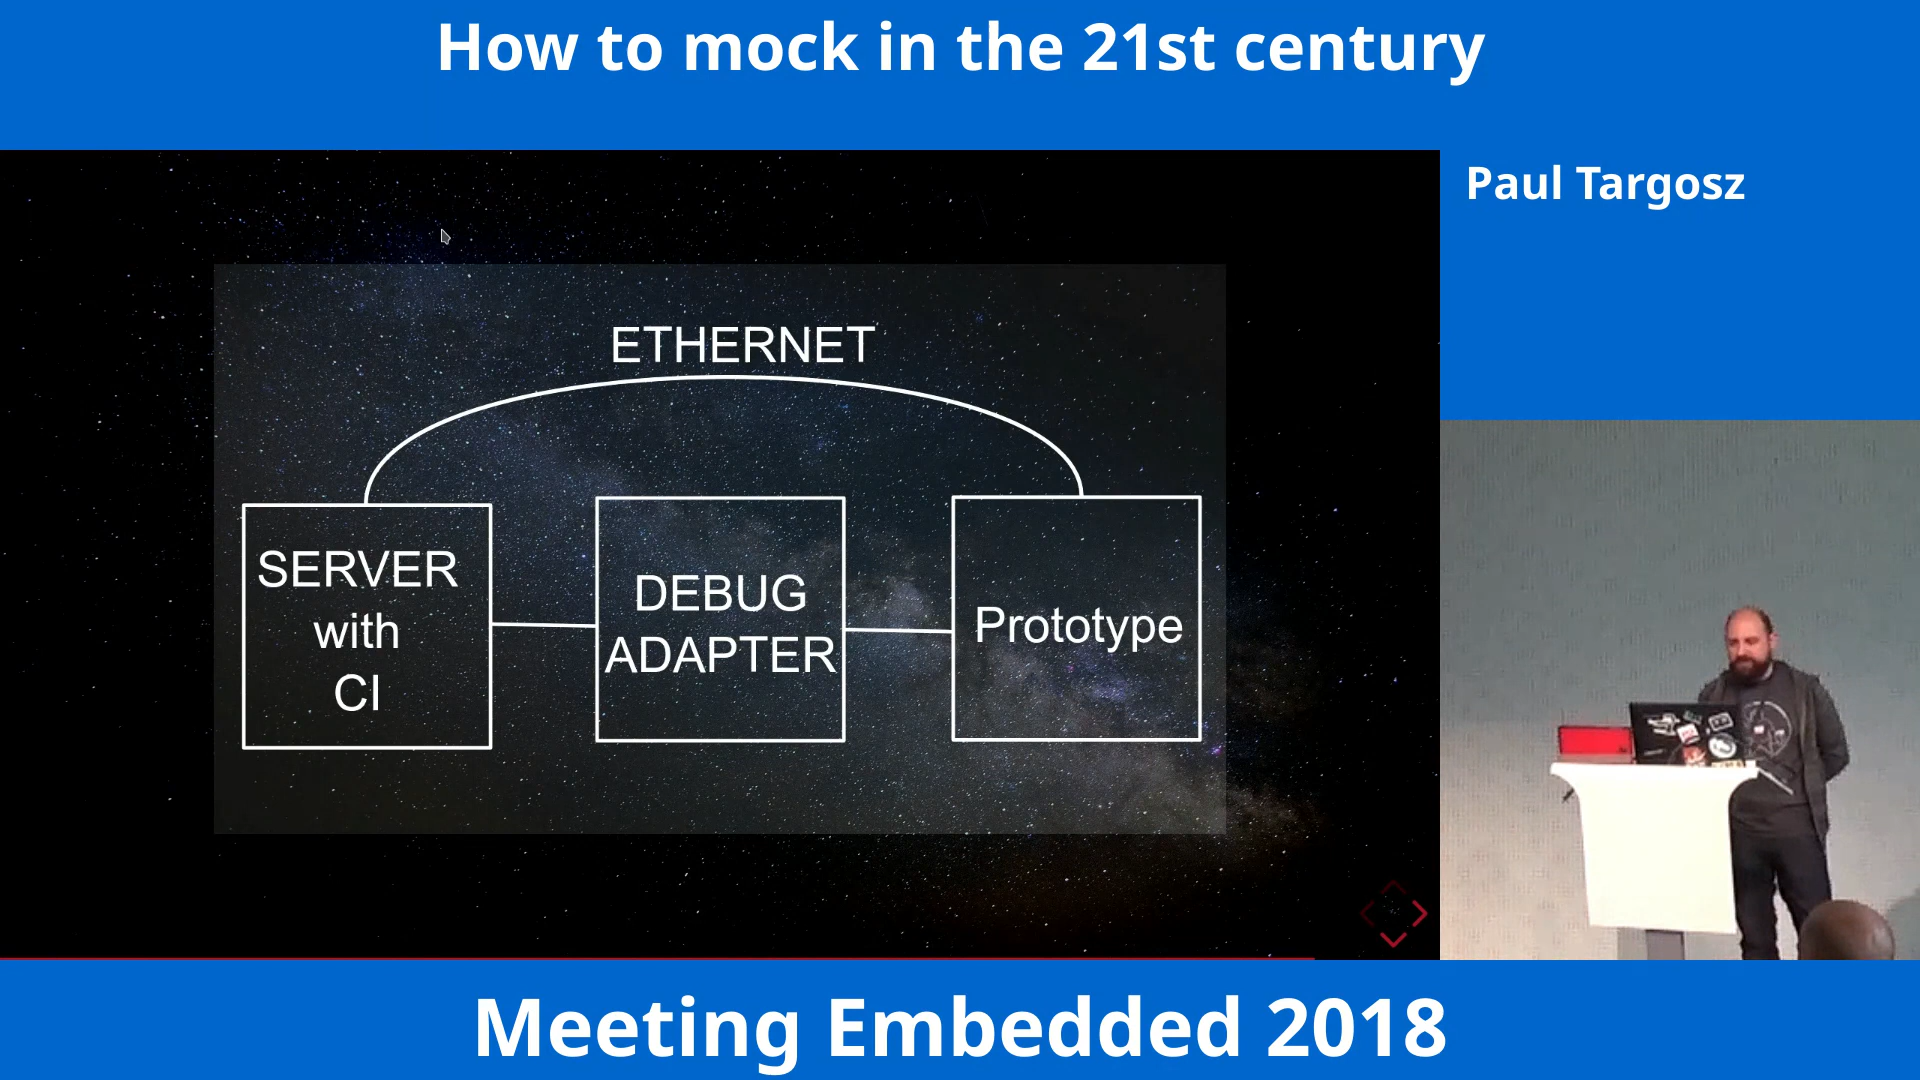 How to mock in the 21st century
Paul Targosz
ETHERNET
SERVER
with
CI
DEBUG
ADAPTER
Prototype
Meeting Embedded 2018